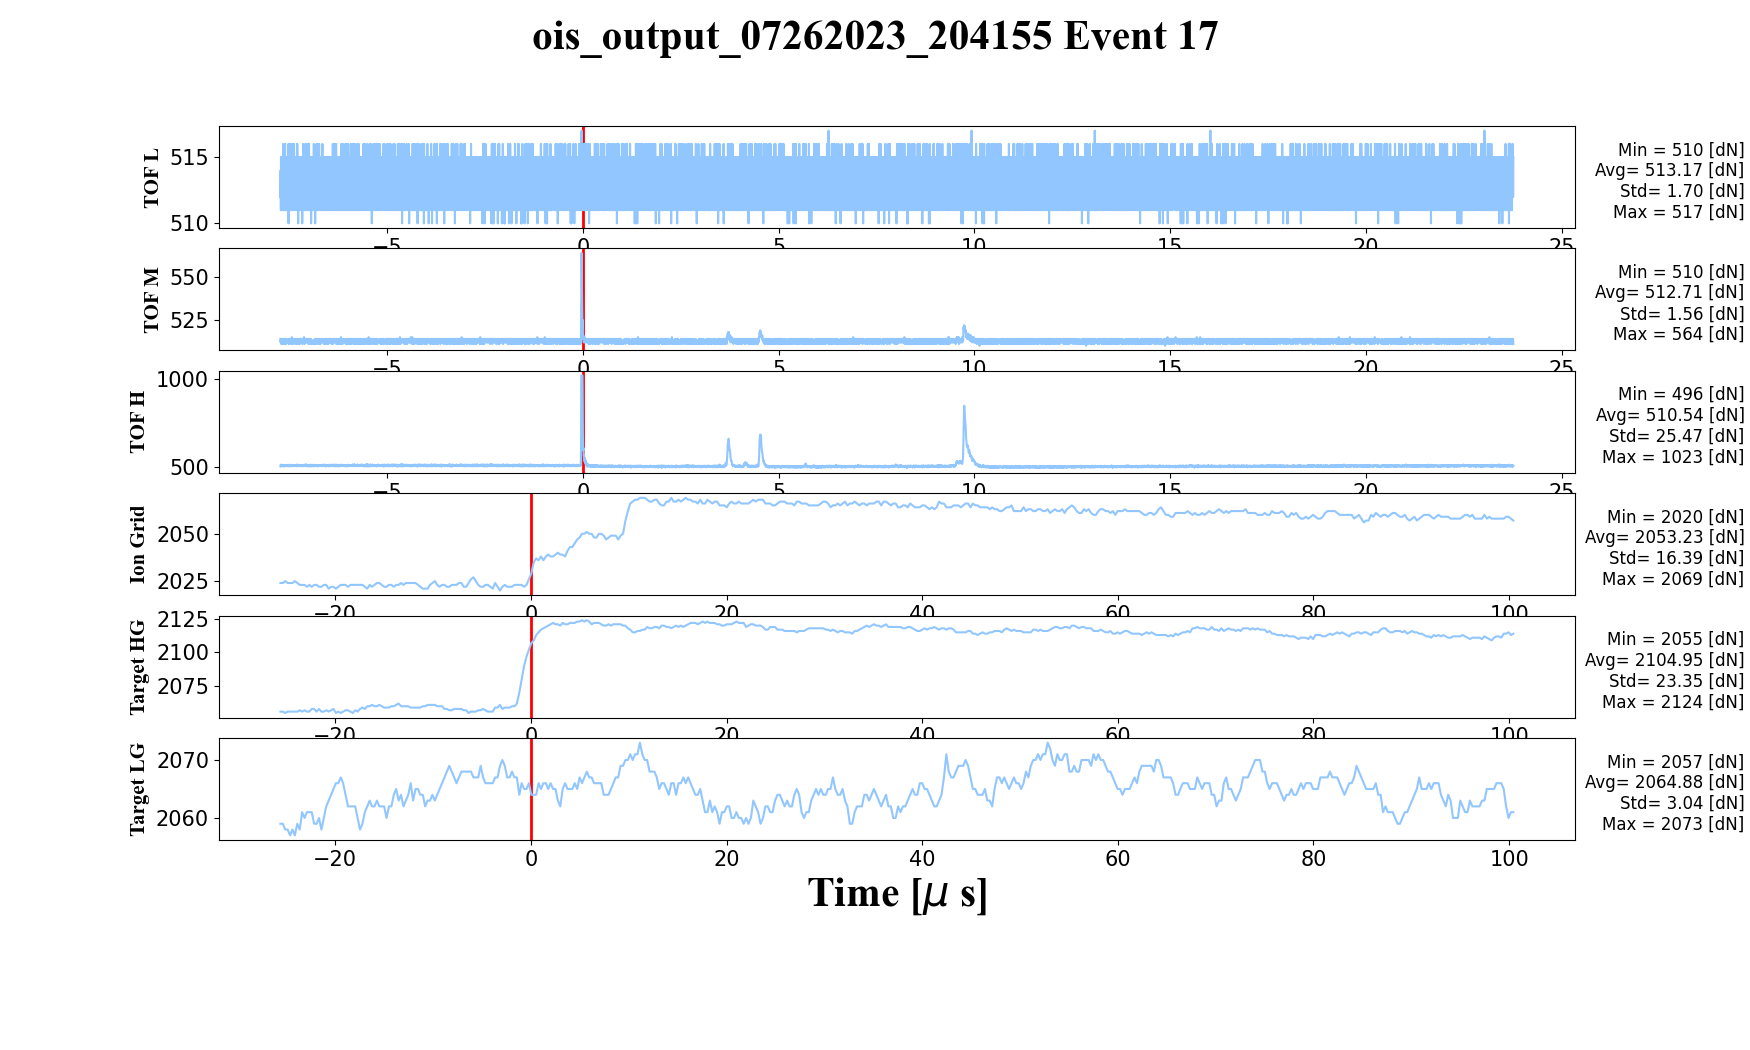 ois_output_07262023_204155 Event 17
TOF L
515
510
−5
0
5
10
15
20
25
Min = 510 [dN]
Avg= 513.17 [dN]
Std= 1.70 [dN]
Max = 517 [dN]
TOF M
550
525
−5
0
5
10
15
20
25
Min = 510 [dN]
Avg= 512.71 [dN]
Std= 1.56 [dN]
Max = 564 [dN]
TOF H
1000
500
−5
0
5
10
15
20
25
Min = 496 [dN]
Avg= 510.54 [dN]
Std= 25.47 [dN]
Max = 1023 [dN]
Ion Grid
2050
2025
−20
0
20
40
60
80
100
Min = 2020 [dN]
Avg= 2053.23 [dN]
Std= 16.39 [dN]
Max = 2069 [dN]
Target HG
2125
2100
2075
−20
0
20
40
60
80
100
Min = 2055 [dN]
Avg= 2104.95 [dN]
Std= 23.35 [dN]
Max = 2124 [dN]
Target LG
2070
2060
−20
0
20
40
60
80
100
Min = 2057 [dN]
Avg= 2064.88 [dN]
Std= 3.04 [dN]
Max = 2073 [dN]
Time [μ s]